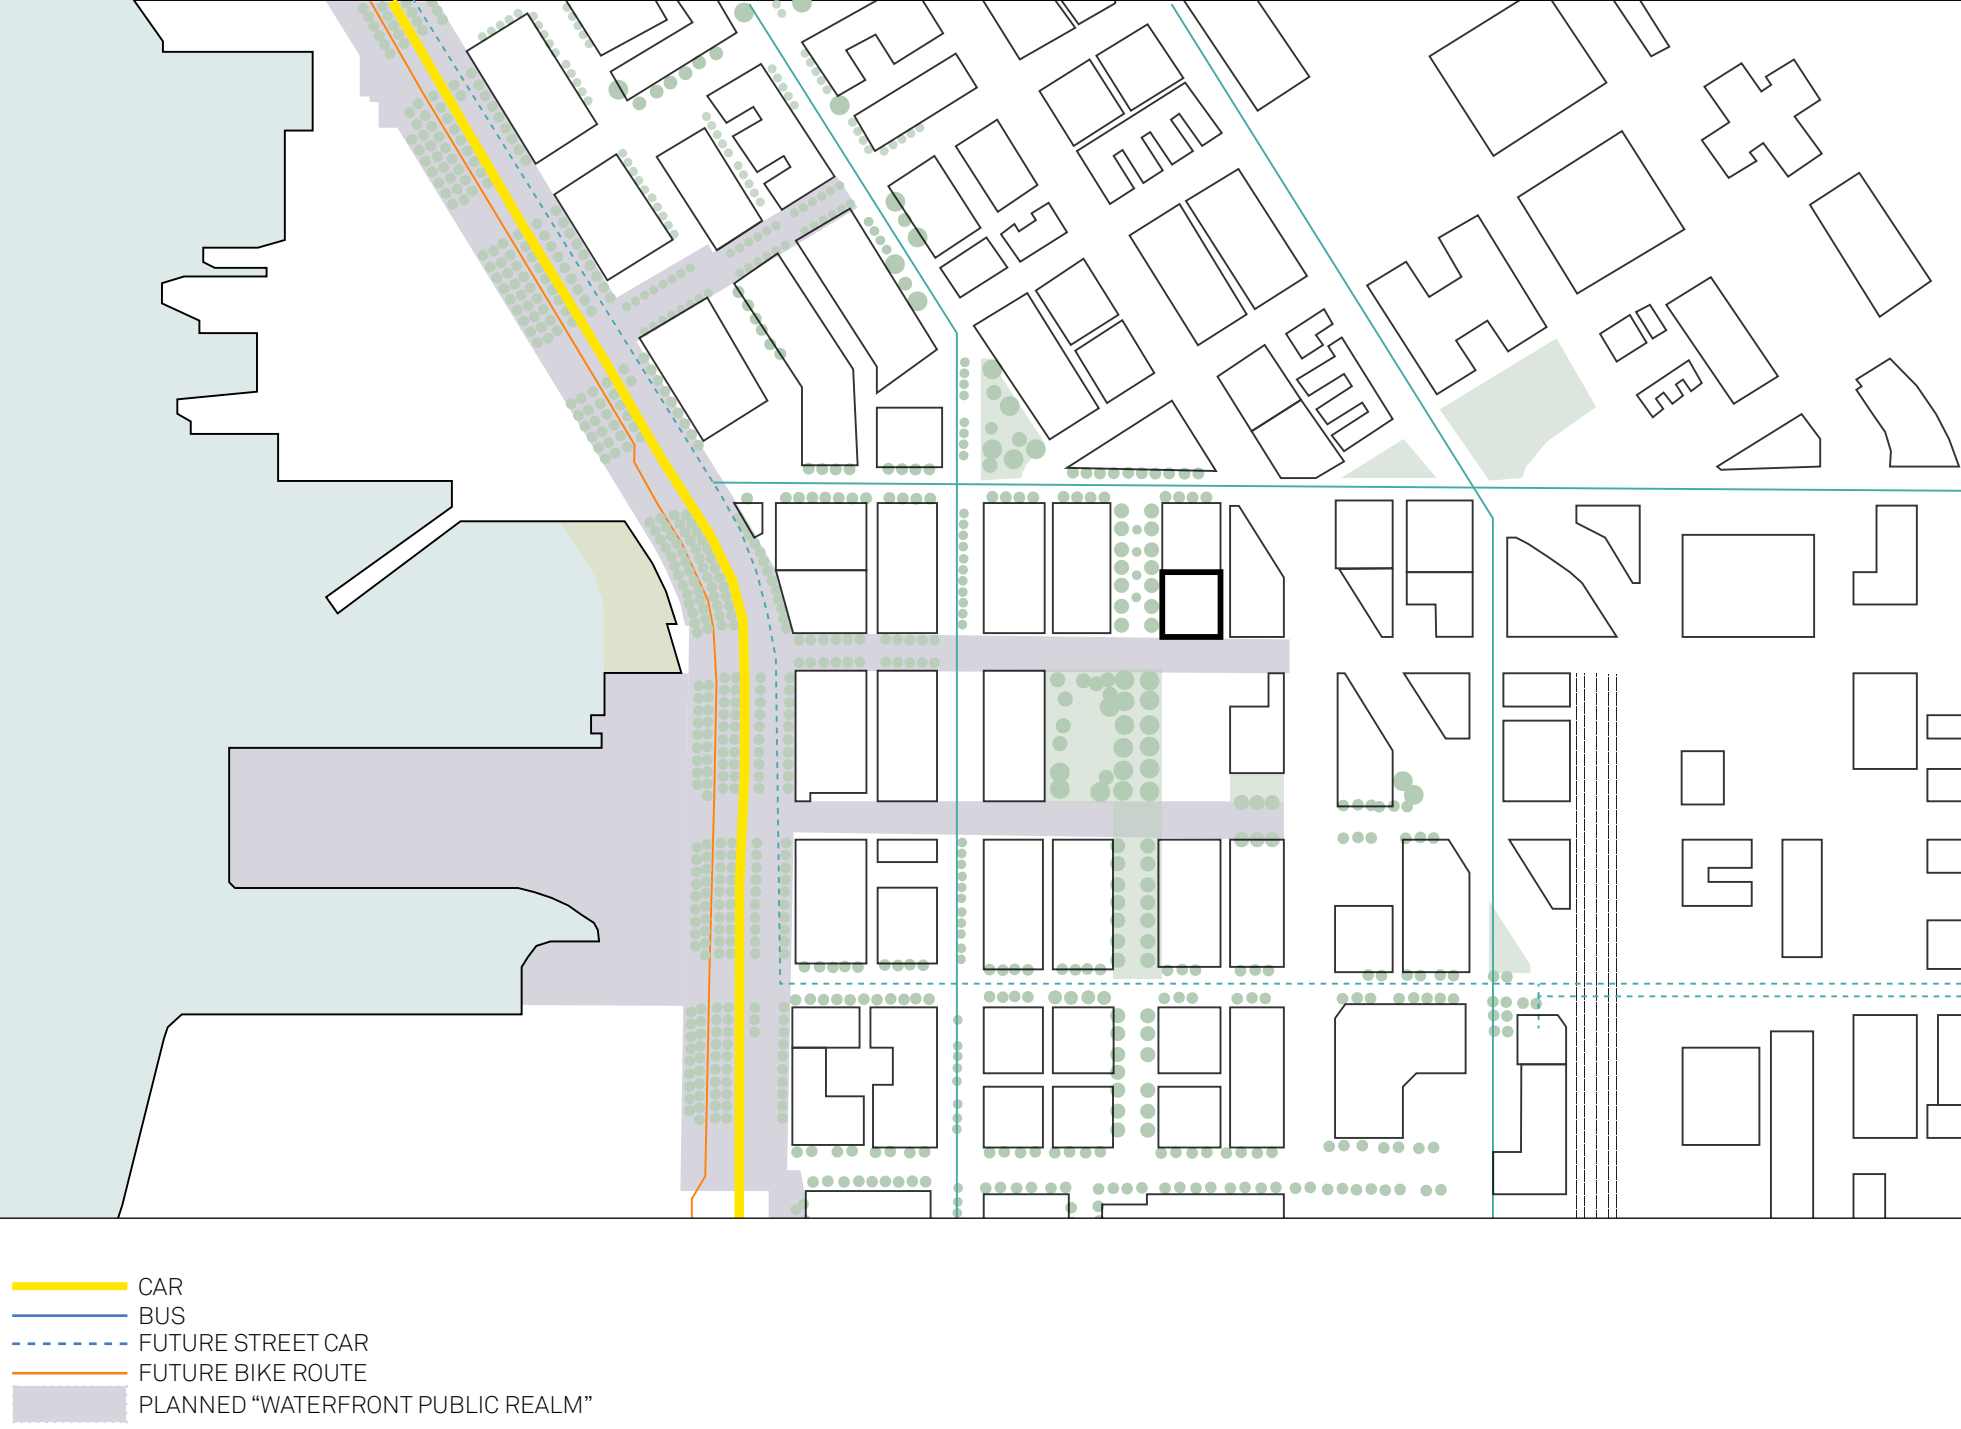 CAR
BUS
FUTURE STREET CAR
FUTURE BIKE ROUTE
PLANNED “WATERFRONT PUBLIC REALM”